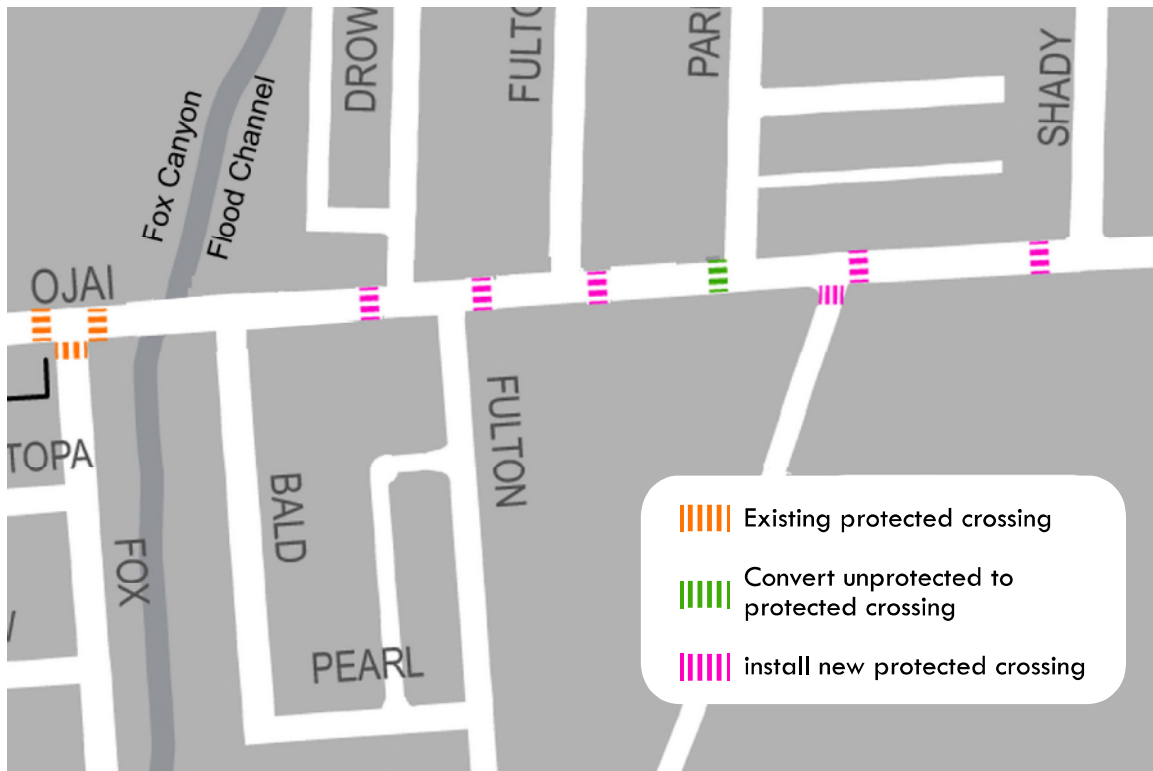 DROW
FULTO
PAR
SHADY
Fox Canyon
Flood Channel
OJAI
TOPA
FOX
BALD
FULTON
PEARL
Existing protected crossing
Convert unprotected to
protected crossing
install new protected crossing